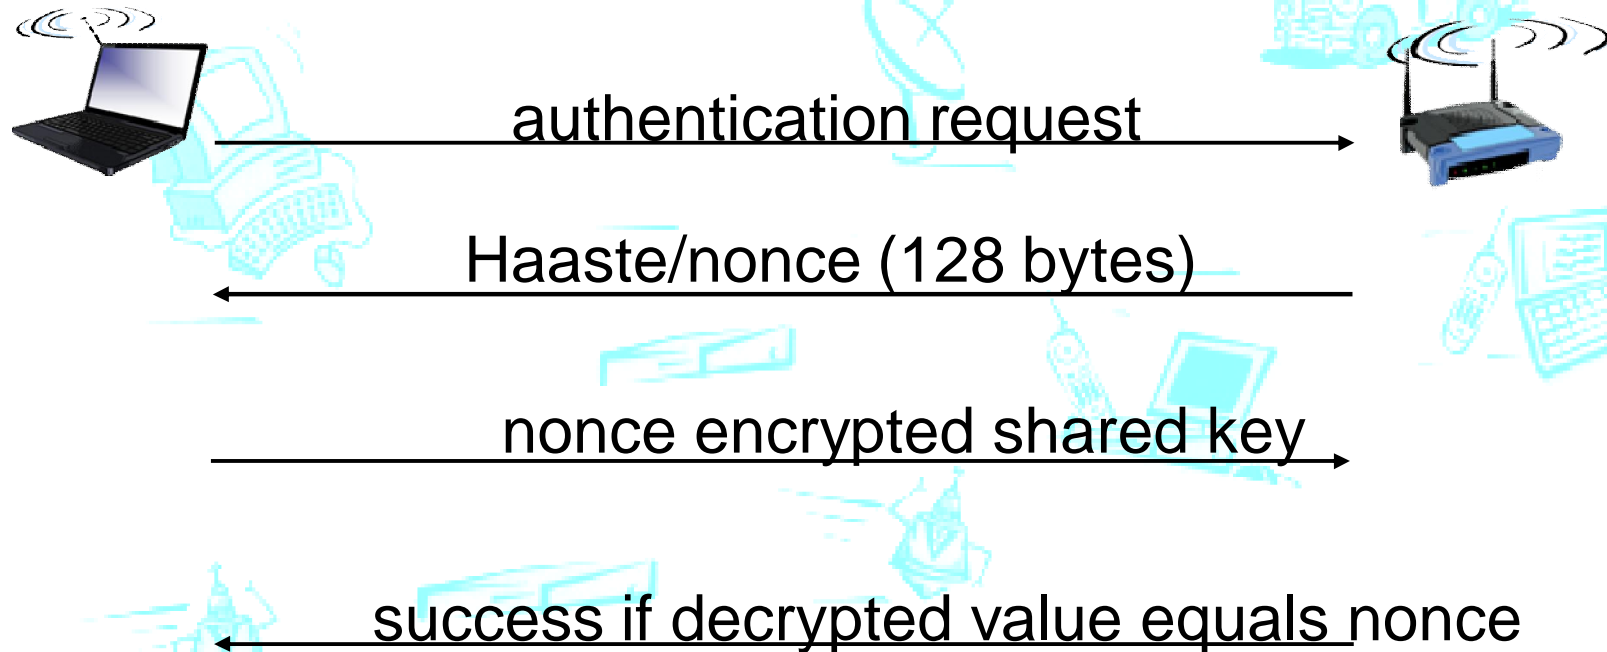 authentication request
Haaste/nonce (128 bytes)
nonce encrypted shared key
success if decrypted value equals nonce